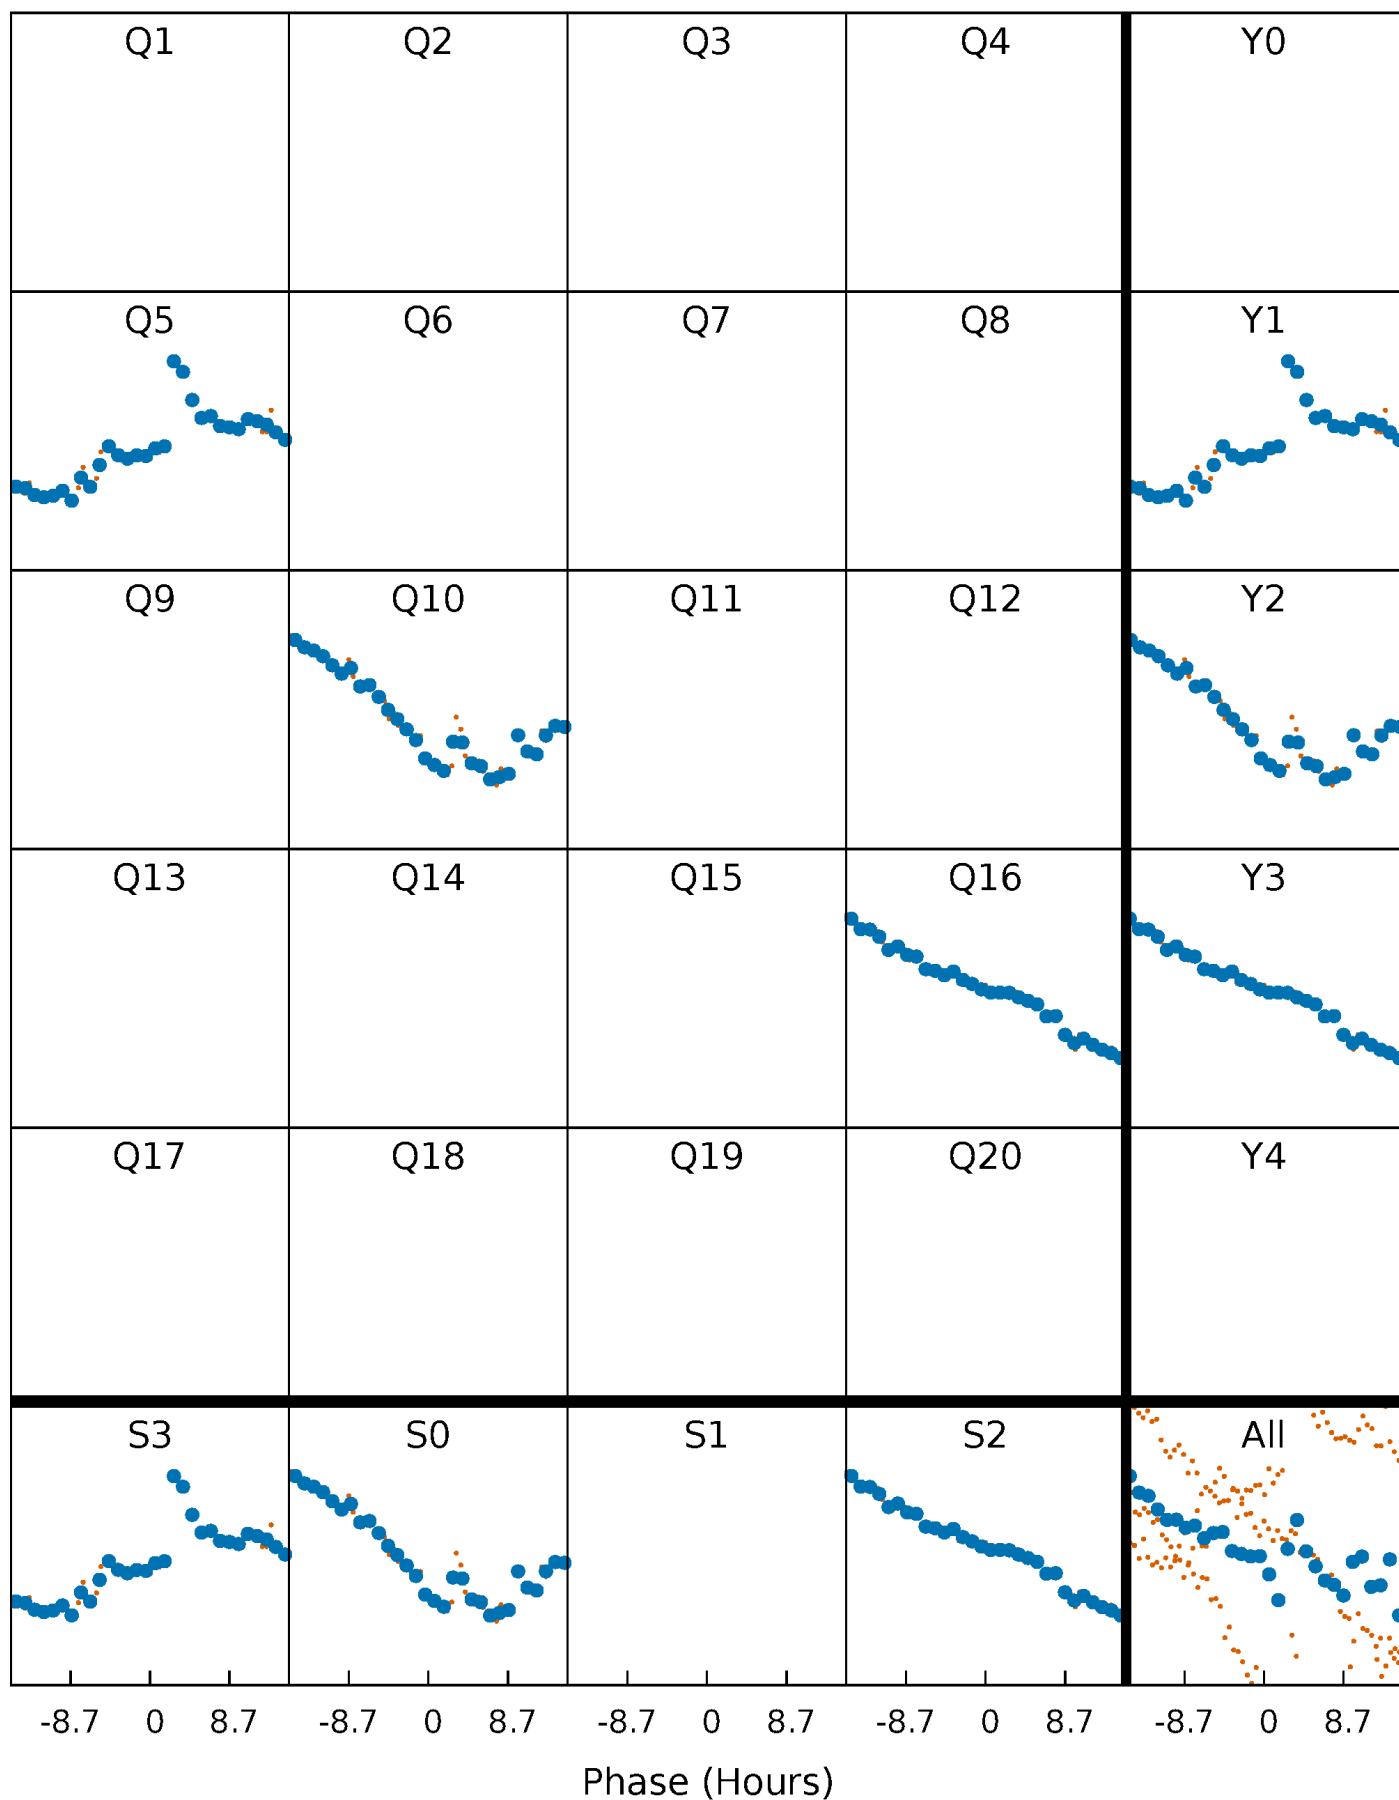 Q1 Q2 Q3 Q4 Y0
Q5 Q6 Q7 Q8 Y1
Q9 Q10 Q11 Q12 Y2
Q13 Q14 Q15 Q16 Y3
Q17 Q18 Q19 Q20 Y4
S3 S0 S1 S2 All
-8.7 0 8.7 -8.7 0 8.7 -8.7 0 8.7 -8.7 0 8.7 -8.7 0 8.7
Phase (Hours)